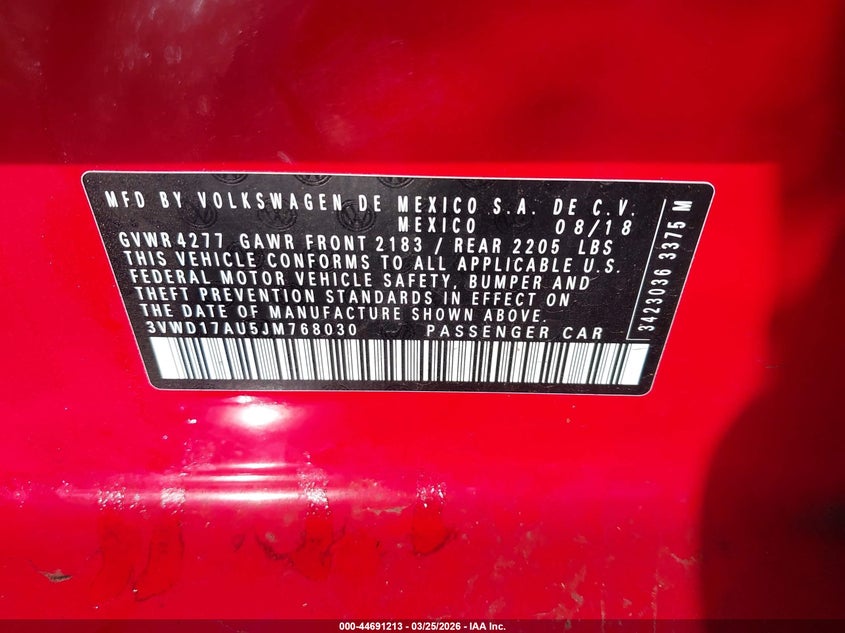 MFD BY VOLKSWAGEN DE MEXICO S.A. DE C.V.
MEXICO 08/18
GVWR4277 GAWR FRONT 2183 / REAR 2205 LBS
THIS VEHICLE CONFORMS TO ALL APPLICABLE U.S.
FEDERAL MOTOR VEHICLE SAFETY, BUMPER AND
THEFT PREVENTION STANDARDS IN EFFECT ON
THE DATE OF MANUFACTURE SHOWN ABOVE.
3VWD17AU5JM768030 PASSENGER CAR
3423036 3375 M
000-44691213 - 03/25/2026 - IAA Inc.